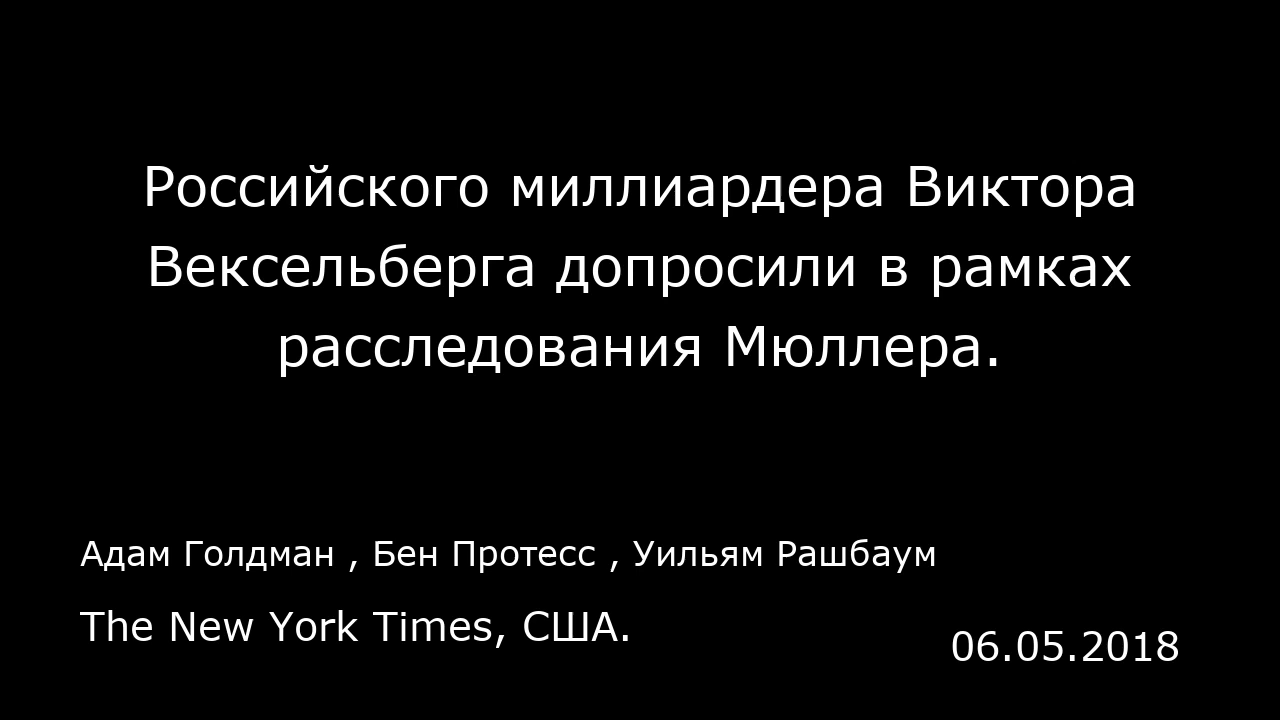 Российского миллиардера Виктора
Вексельберга допросили в рамках
расследования Мюллера.
Адам Голдман , Бен Протесс , Уильям Рашбаум
The New York Times, США.
06.05.2018